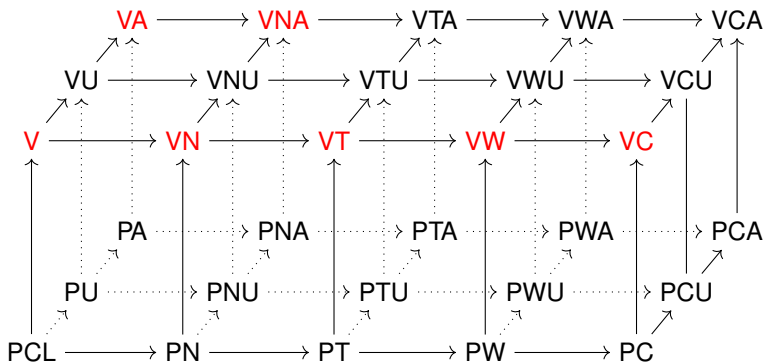 VA VNA VTA VWA VCA
VU VNU VTU VWU VCU
V VN VT VW VC
PA PNA PTA PWA PCA
PU PNU PTU PWU PCU
PCL PN PT PW PC